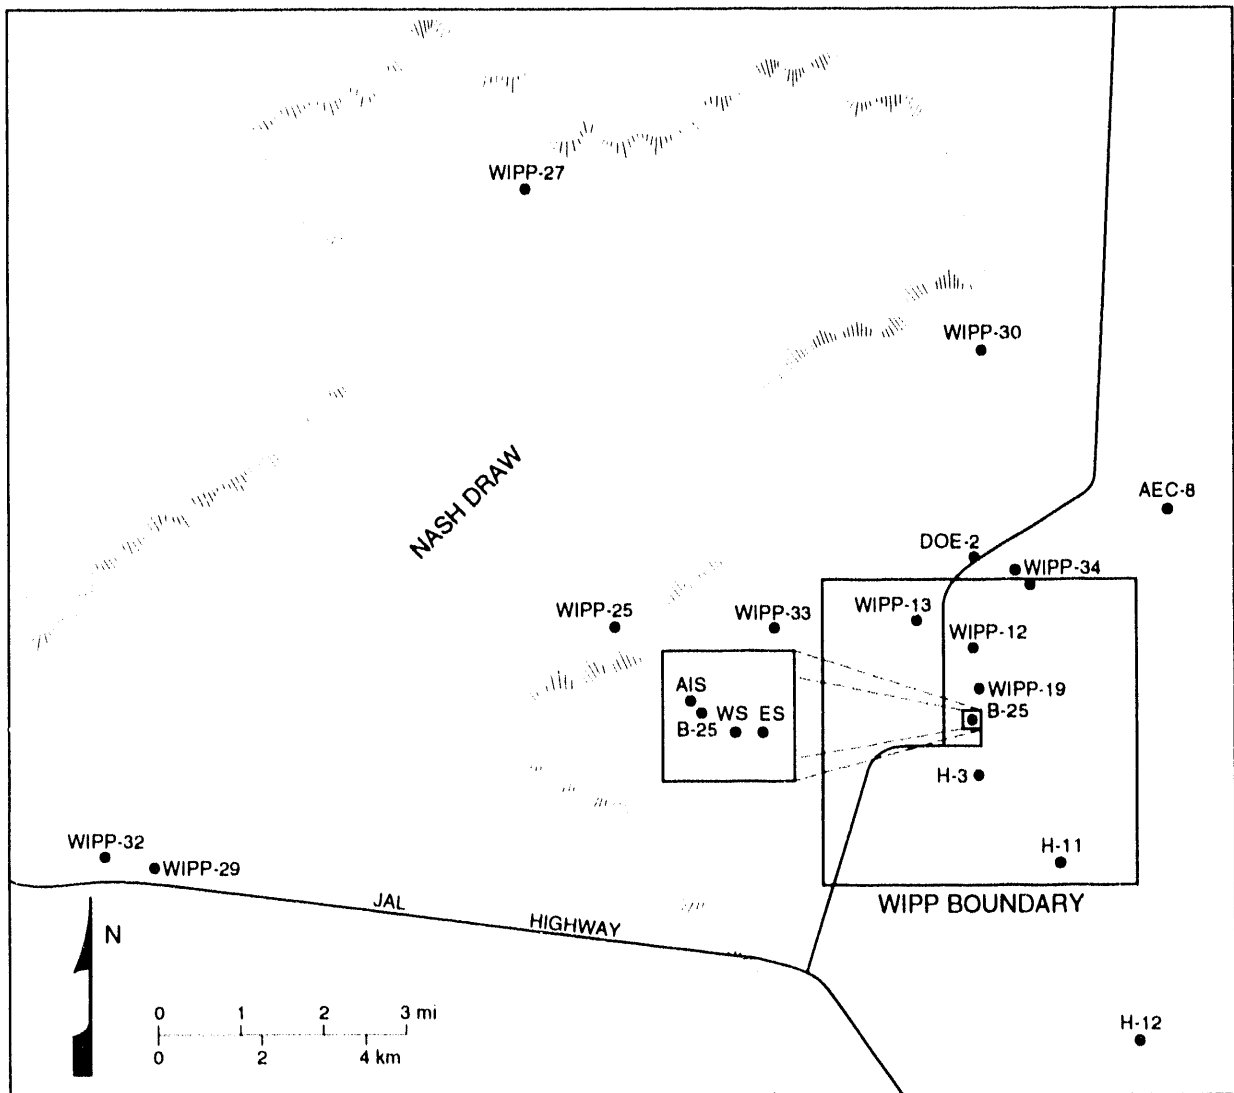 WIPP-27
WIPP-30
NASH DRAW
AEC-8
DOE-2
WIPP-34
WIPP-25
WIPP-33
WIPP-13
WIPP-12
AIS
WIPP-19
B-25
WS
ES
B-25
H-3
WIPP-32
WIPP-29
H-11
JAL
HIGHWAY
WIPP BOUNDARY
N
0 1 2 3 mi
0 2 4 km
H-12